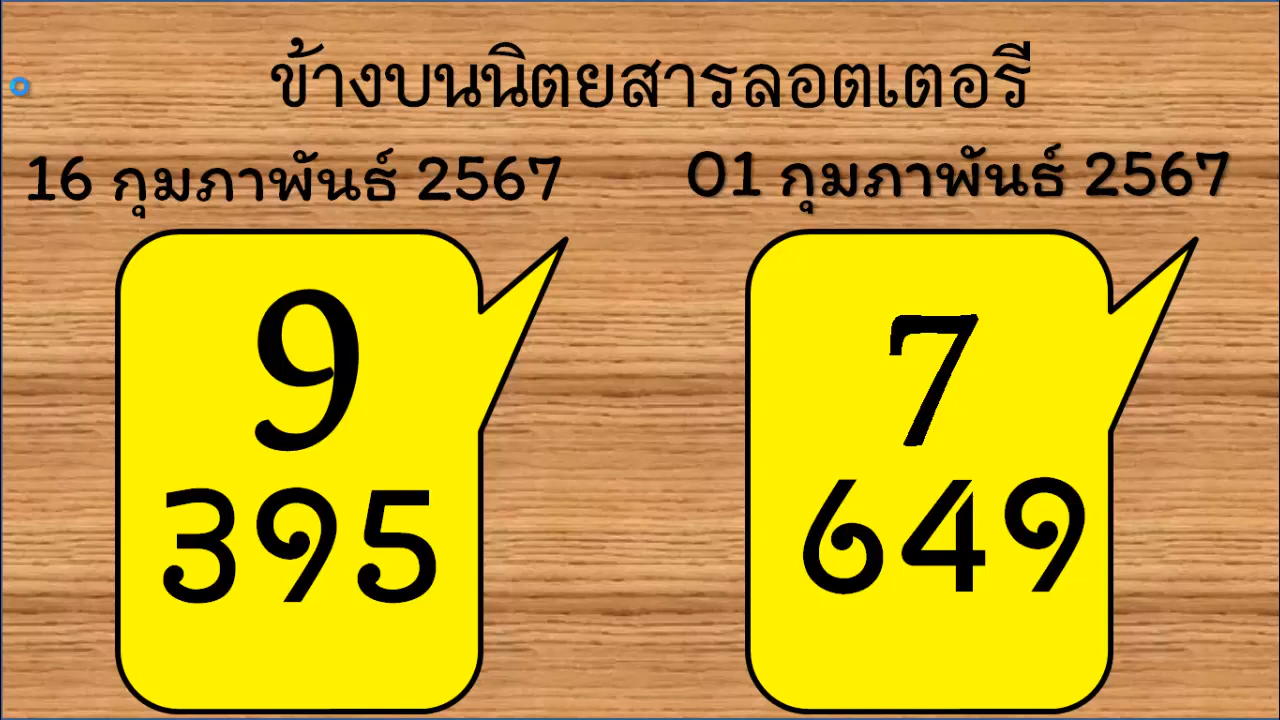 ข้างบนนิตยสารลอตเตอรี
16 กุมภาพันธ์ 2567
01 กุมภาพันธ์ 2567
9
395
7
649